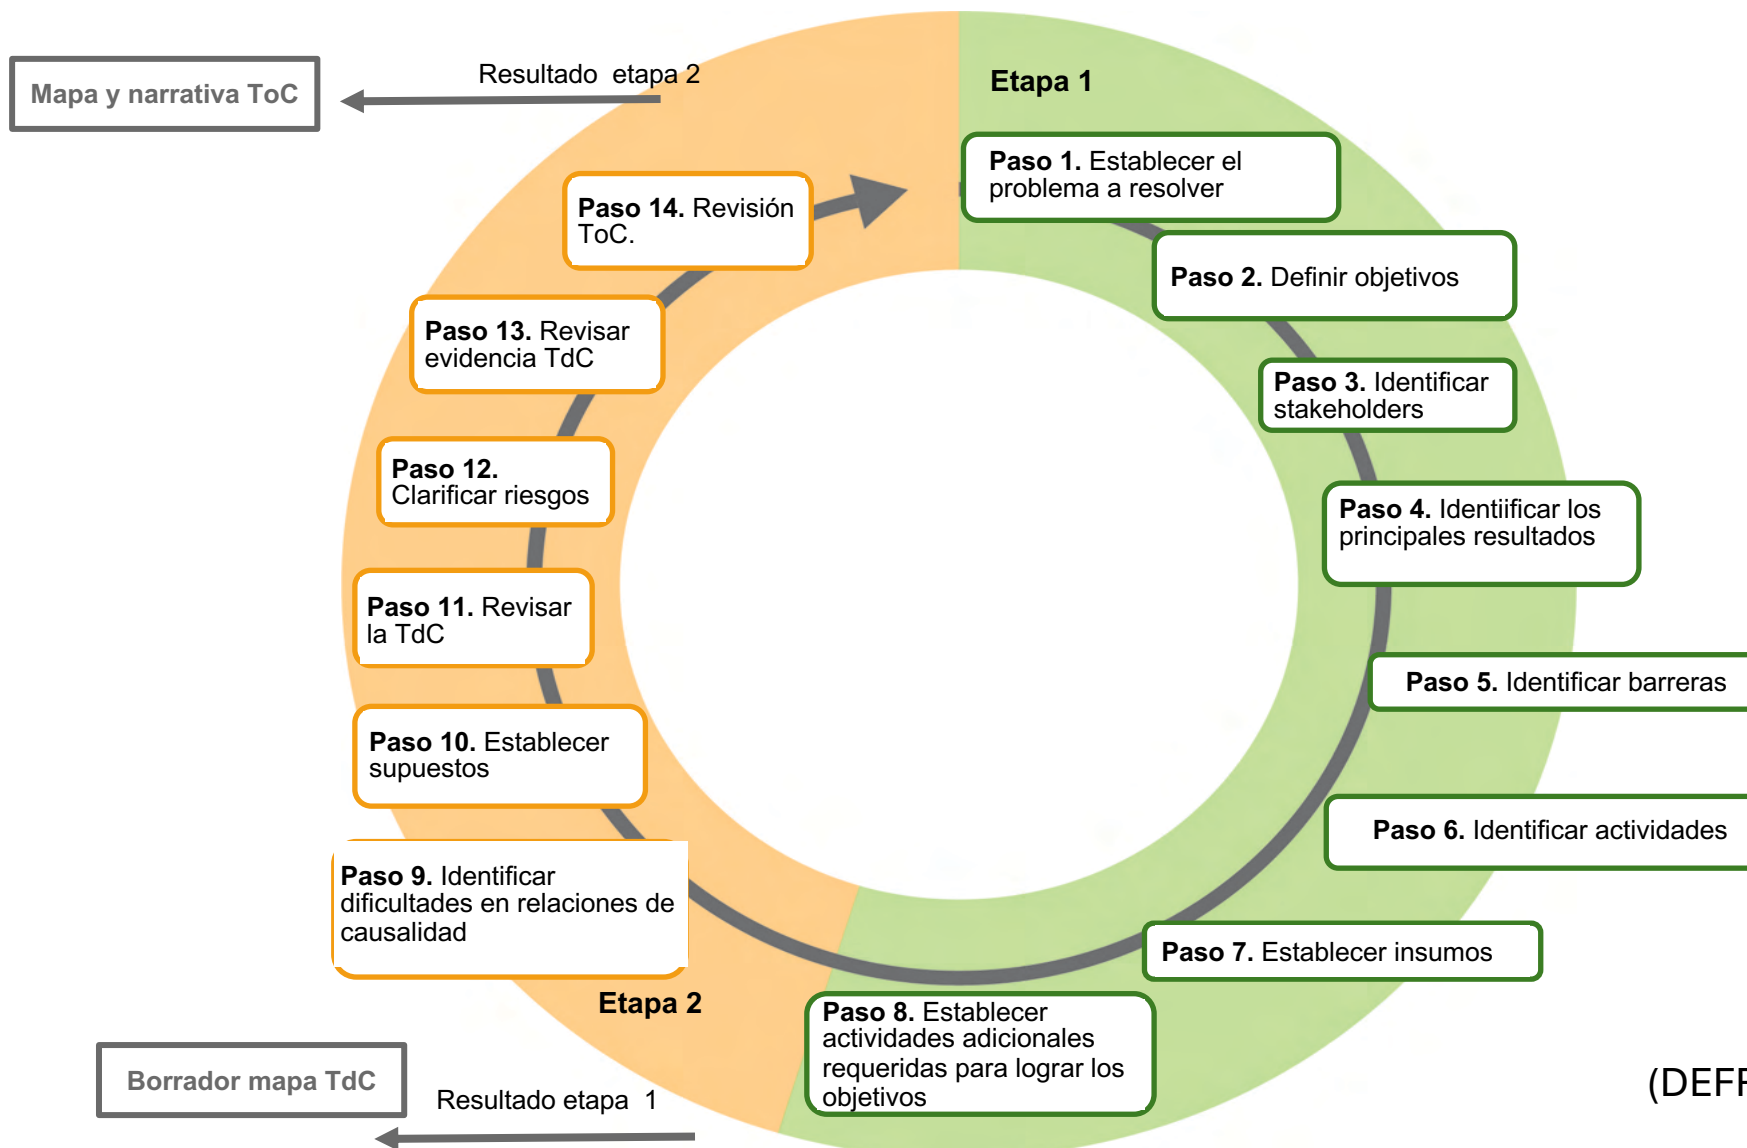 Mapa y narrativa ToC
Resultado etapa 2
Etapa 1
Paso 1. Establecer el
problema a resolver
Paso 2. Definir objetivos
Paso 3. Identificar
stakeholders
Paso 4. Identiificar los
principales resultados
Paso 5. Identificar barreras
Paso 6. Identificar actividades
Paso 7. Establecer insumos
Paso 8. Establecer
actividades adicionales
requeridas para lograr los
objetivos
Paso 9. Identificar
dificultades en relaciones de
causalidad
Paso 10. Establecer
supuestos
Paso 11. Revisar
la TdC
Paso 12.
Clarificar riesgos
Paso 13. Revisar
evidencia TdC
Paso 14. Revisión
ToC.
Etapa 2
Borrador mapa TdC
Resultado etapa 1